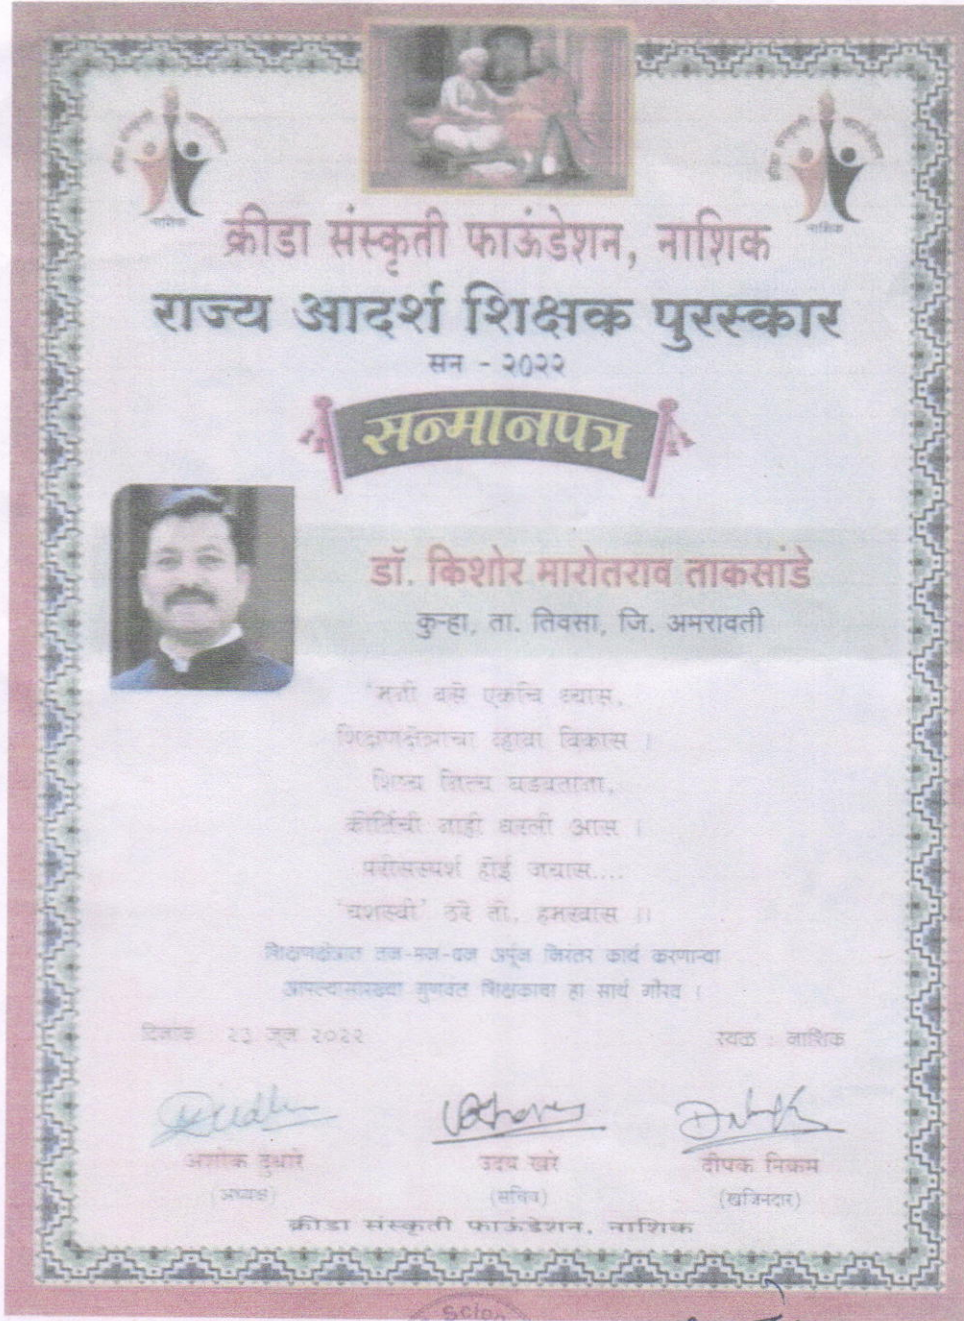 क्रीडा संस्कृती फाऊंडेशन, नाशिक
राज्य आदर्श शिक्षक पुरस्कार
सन - २०२२
सन्मानपत्र
डॉ. किशोर मारोतराव ताकसांडे
कुऱ्हा, ता. तिवसा, जि. अमरावती
'मनी वसे एकचि ध्यास,
शिक्षणक्षेत्राचा व्हावा विकास ।
शिष्य नित्य घडवतांना,
कीर्तिची नाही धरली आस ।
परीसस्पर्श होई जयास....
'यशस्वी' ठरे तो, हमखास ।।
शिक्षणक्षेत्रात तन-मन-धन अर्पून निरंतर कार्य करणाऱ्या
आपल्यासारख्या गुणवंत शिक्षकाचा हा सार्थ गौरव ।
दिनांक : २३ जून २०२२
स्थळ : नाशिक
अशोक दुधारे
उदय खरे
दीपक निकम
(अध्यक्ष)
(सचिव)
(खजिनदार)
क्रीडा संस्कृती फाऊंडेशन, नाशिक